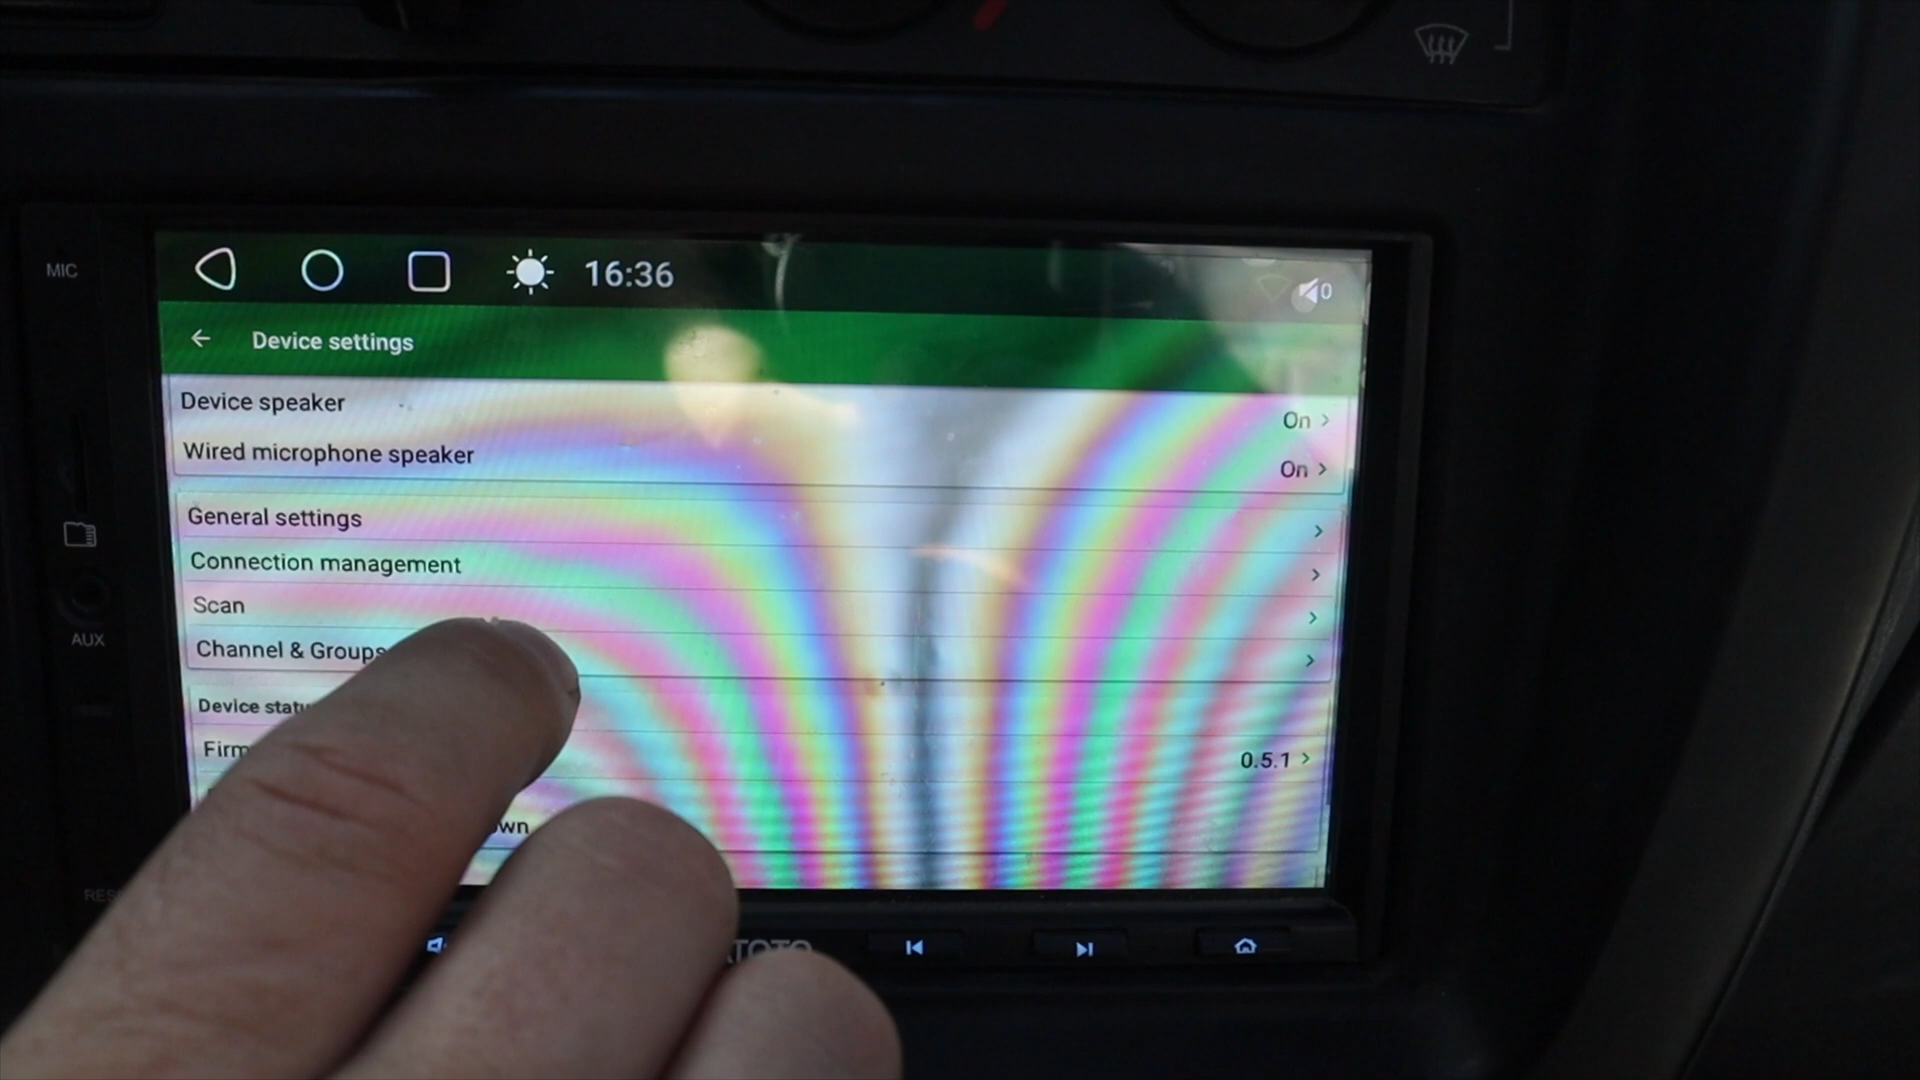 MIC
16:36
0
Device settings
Device speaker
On
Wired microphone speaker
On
General settings
Connection management
Scan
AUX
Channel & Groups
Device
0.5.1